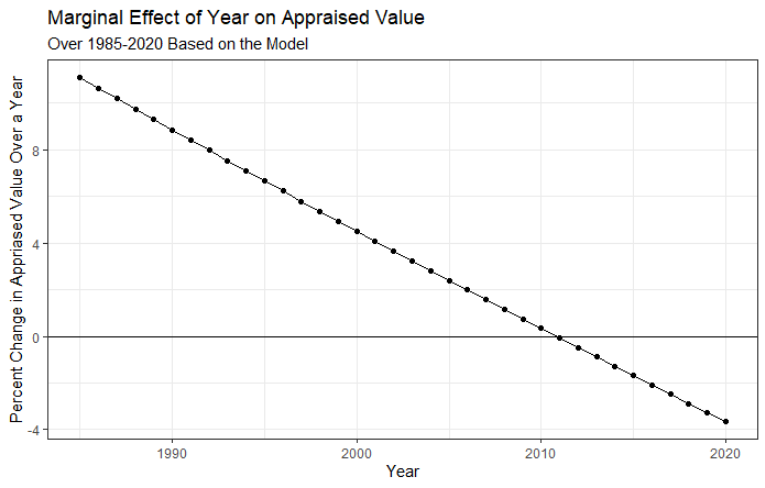 Marginal Effect of Year on Appraised Value
Over 1985-2020 Based on the Model
Percent Change in Appriased Value Over a Year
8
4
0
-4
1990 2000 2010 2020
Year